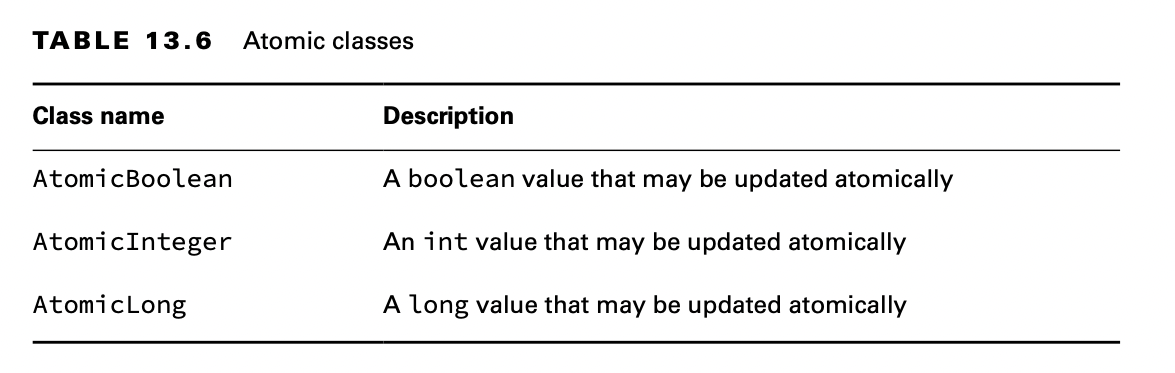 TABLE 13.6 Atomic classes
Class name Description
AtomicBoolean A boolean value that may be updated atomically
AtomicInteger An int value that may be updated atomically
AtomicLong A long value that may be updated atomically